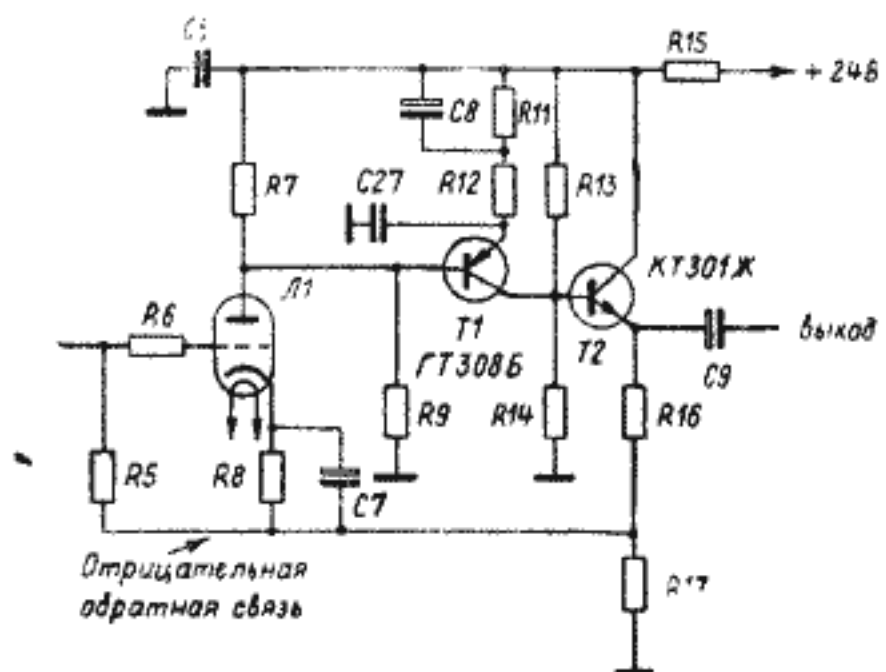 R15
+ 24В
C8
R11
R7
C27
R12
R13
Л1
КТ301Ж
R6
T1
T2
выход
ГТ308Б
C9
R9
R14
R16
R5
R8
C7
Отрицательная
обратная связь